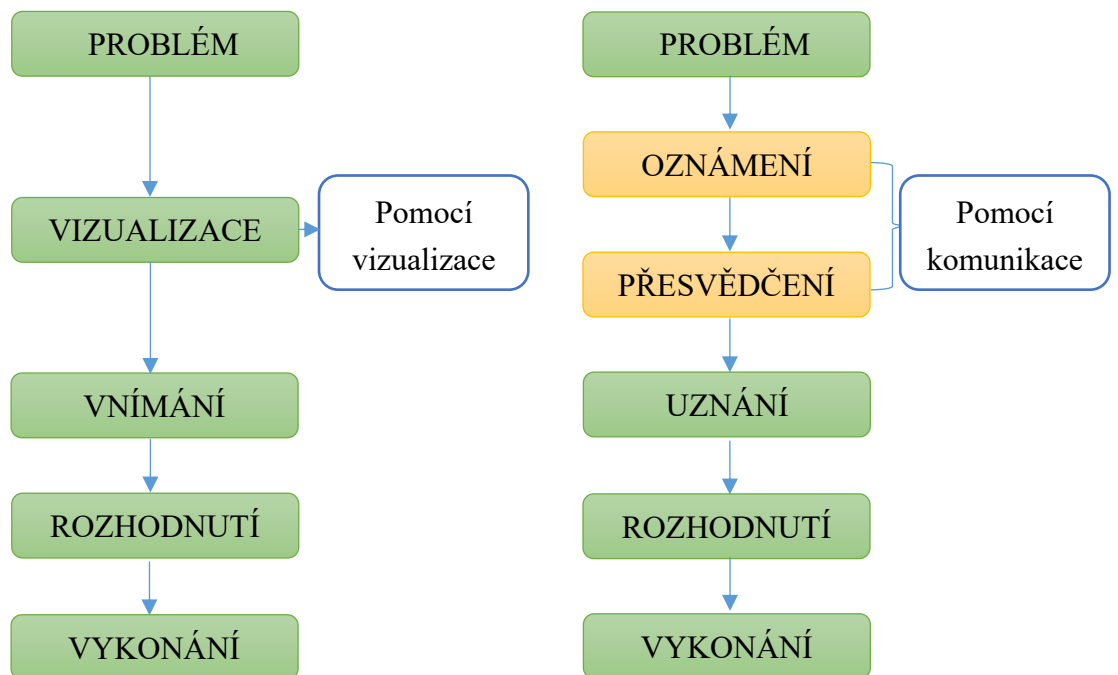 PROBLÉM
VIZUALIZACE
Pomocí
vizualizace
VNÍMÁNÍ
ROZHODNUTÍ
VYKONÁNÍ
PROBLÉM
OZNÁMENÍ
PŘESVĚDČENÍ
Pomocí
komunikace
UZNÁNÍ
ROZHODNUTÍ
VYKONÁNÍ